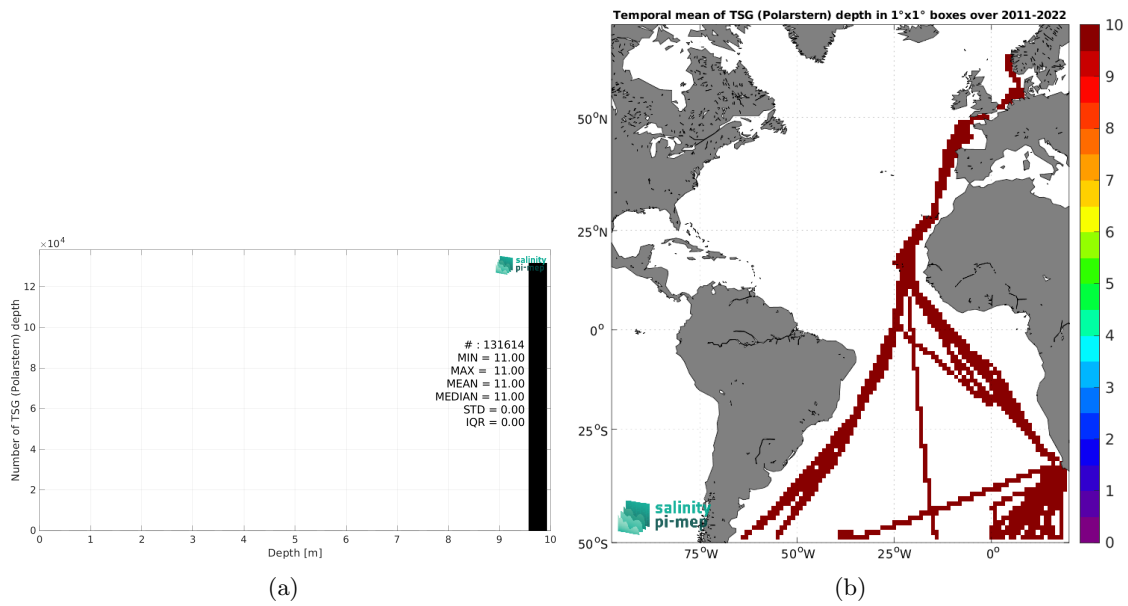 ×10⁴
12
10
8
6
4
2
0
Number of TSG (Polarstern) depth
salinity
pi-mep
# : 131614
MIN = 11.00
MAX = 11.00
MEAN = 11.00
MEDIAN = 11.00
STD = 0.00
IQR = 0.00
0 1 2 3 4 5 6 7 8 9 10
Depth [m]
(a)
Temporal mean of TSG (Polarstern) depth in 1°x1° boxes over 2011-2022
50°N
25°N
0°
25°S
50°S
75°W 50°W 25°W 0°
salinity
pi-mep
10
9
8
7
6
5
4
3
2
1
0
(b)